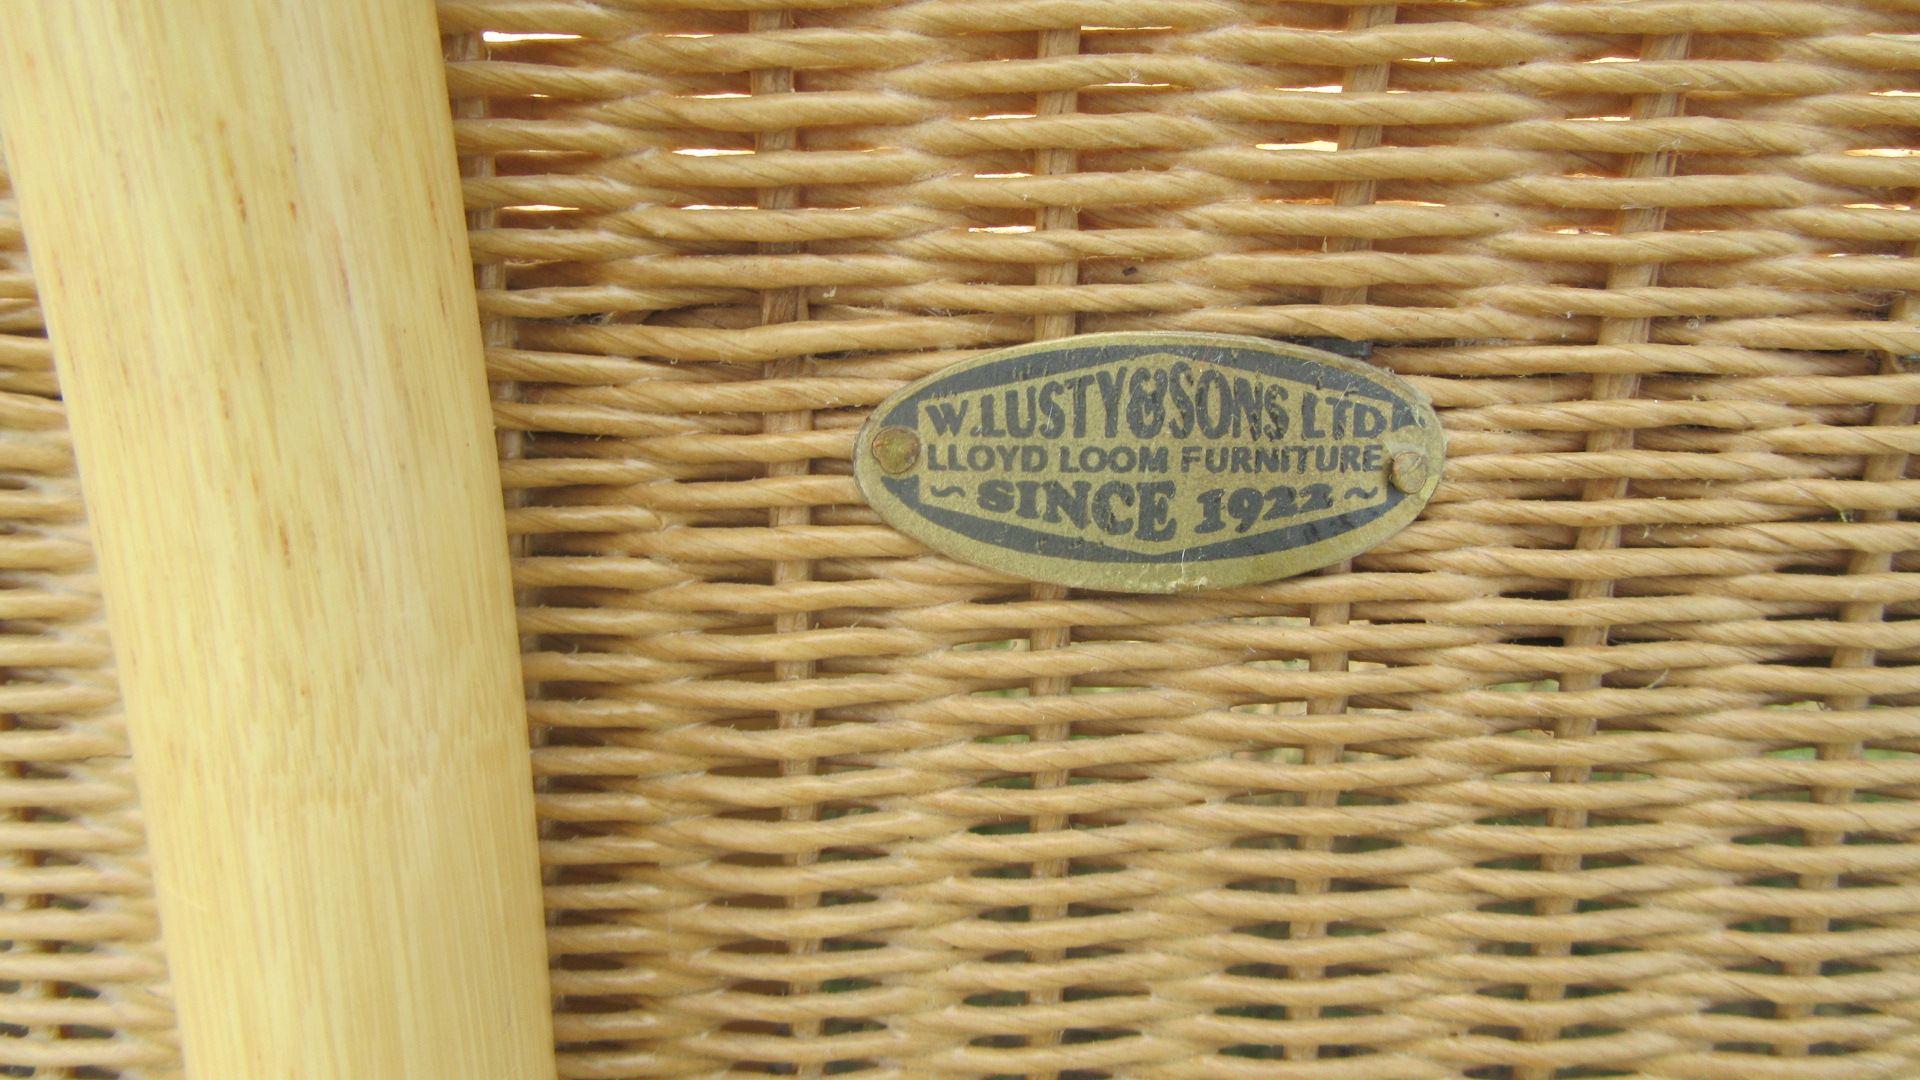 W. LUSTY & SONS LTD
LLOYD LOOM FURNITURE
~ SINCE 1922 ~